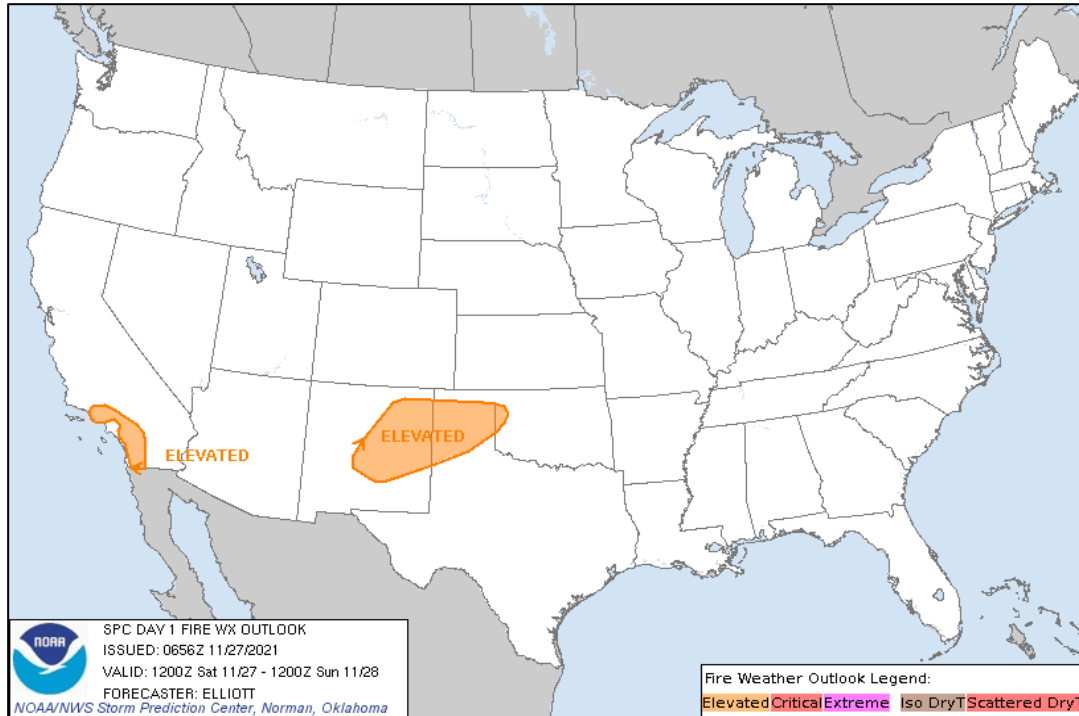 ELEVATED
ELEVATED
NOAA
SPC DAY 1 FIRE WX OUTLOOK
ISSUED: 0656Z 11/27/2021
VALID: 1200Z Sat 11/27 - 1200Z Sun 11/28
FORECASTER: ELLIOTT
NOAA/NWS Storm Prediction Center, Norman, Oklahoma
Fire Weather Outlook Legend:
Elevated Critical Extreme Iso DryT Scattered DryT